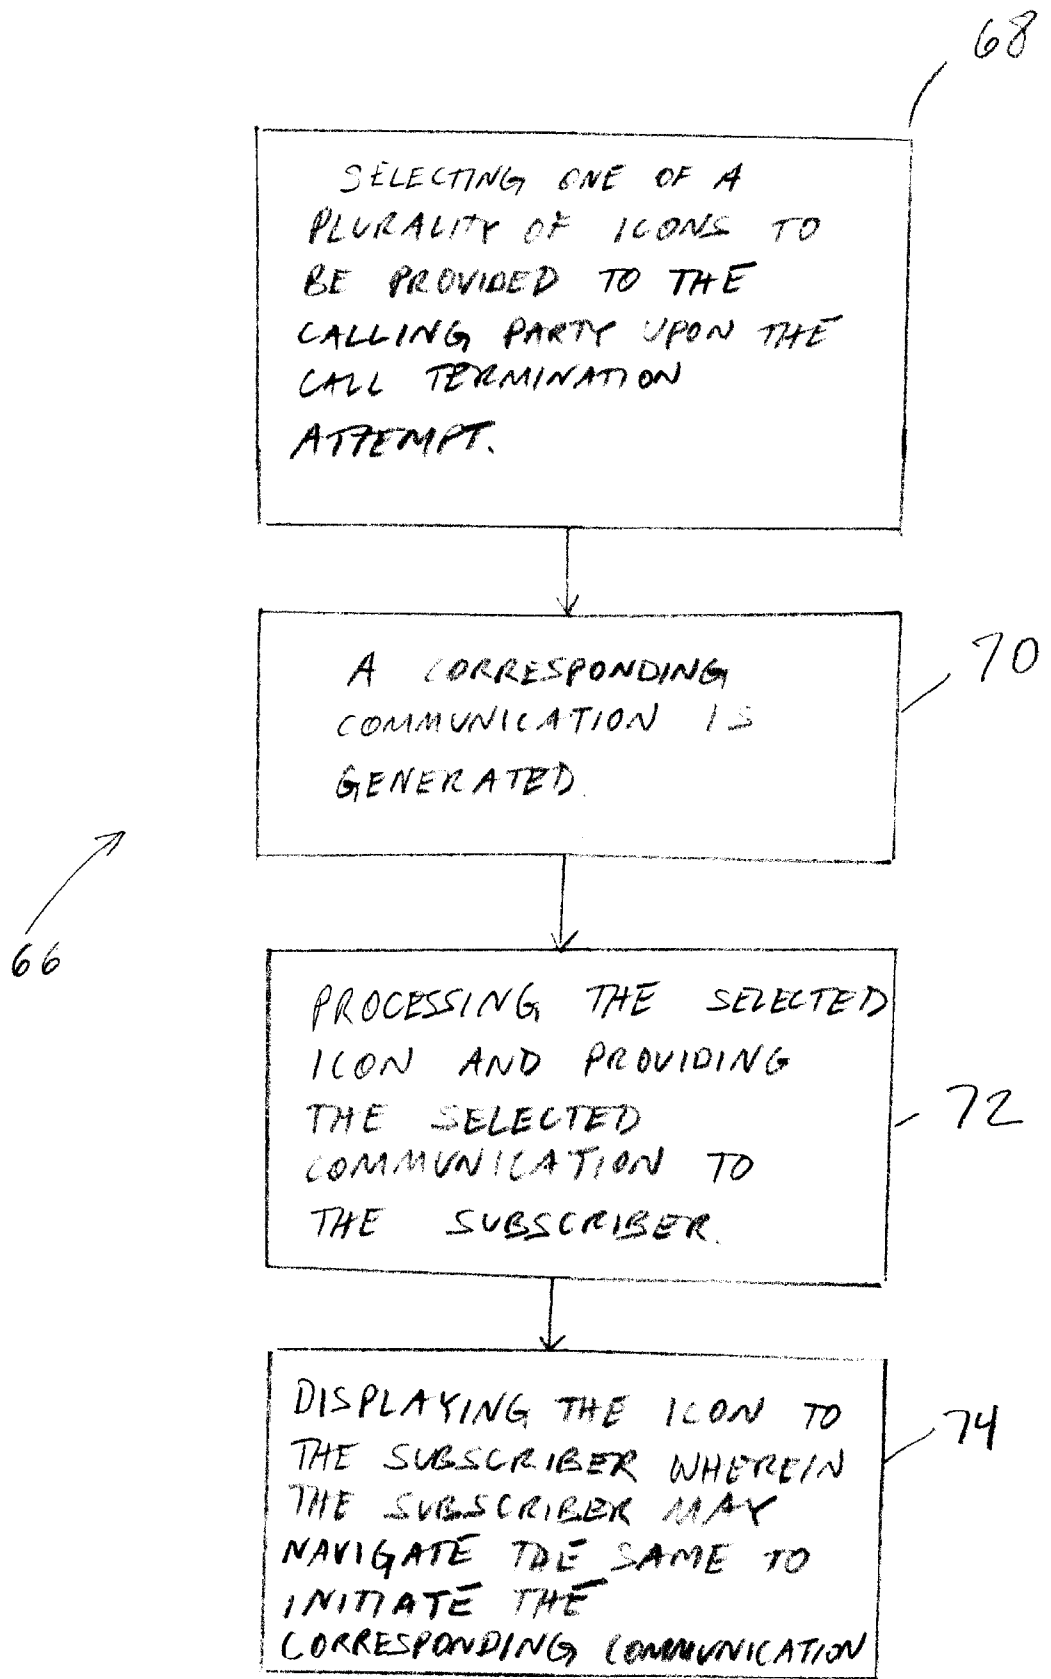 68
SELECTING ONE OF A
PLURALITY OF ICONS TO
BE PROVIDED TO THE
CALLING PARTY UPON THE
CALL TERMINATION
ATTEMPT.
A CORRESPONDING
COMMUNICATION IS
GENERATED.
70
66
PROCESSING THE SELECTED
ICON AND PROVIDING
THE SELECTED
COMMUNICATION TO
THE SUBSCRIBER.
72
DISPLAYING THE ICON TO
THE SUBSCRIBER WHEREIN
THE SUBSCRIBER MAY
NAVIGATE THE SAME TO
INITIATE THE
CORRESPONDING COMMUNICATION
74